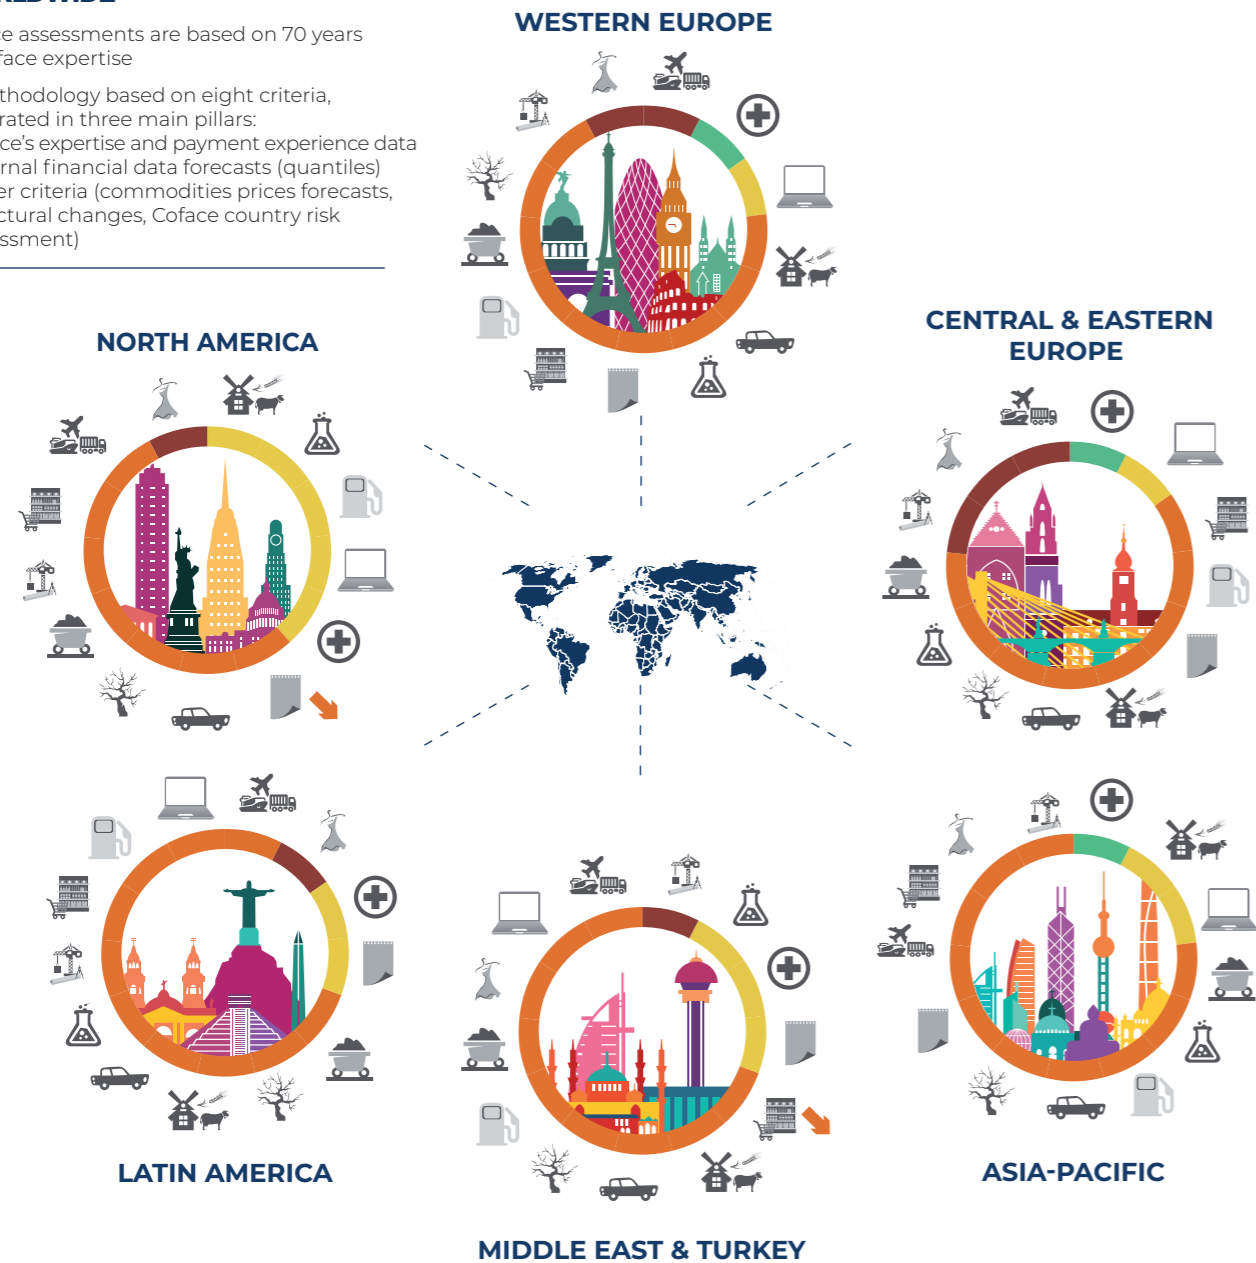 ce assessments are based on 70 years
face expertise
thodology based on eight criteria,
rated in three main pillars:
ce's expertise and payment experience data
rnal financial data forecasts (quantiles)
er criteria (commodities prices forecasts,
ctural changes, Coface country risk
essment)
WESTERN EUROPE
NORTH AMERICA
CENTRAL & EASTERN
EUROPE
LATIN AMERICA
ASIA-PACIFIC
MIDDLE EAST & TURKEY